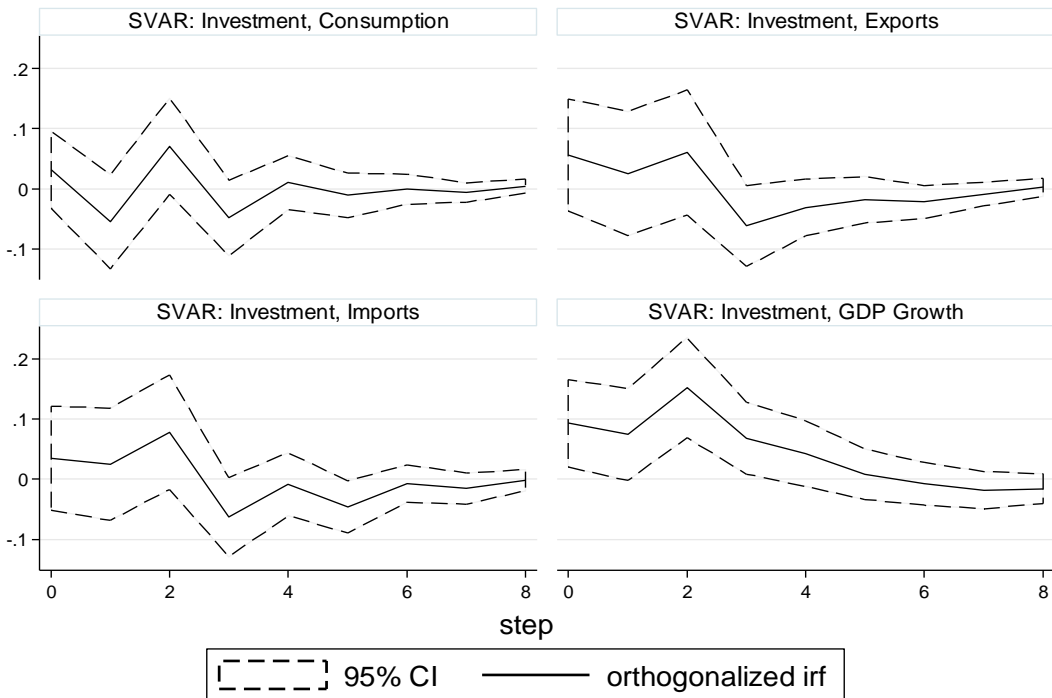 SVAR: Investment, Consumption
SVAR: Investment, Exports
.2
.1
0
-.1
SVAR: Investment, Imports
SVAR: Investment, GDP Growth
.2
.1
0
-.1
0 2 4 6 8
0 2 4 6 8
step
95% CI
orthogonalized irf